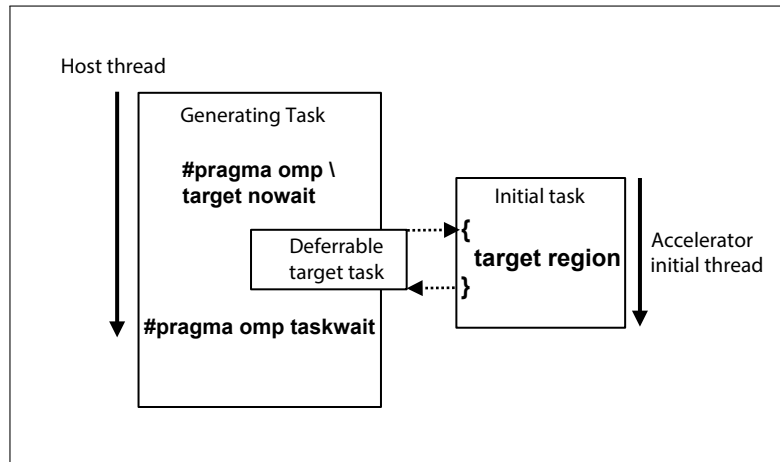 Host thread
Generating Task
#pragma omp \
target nowait
Initial task
Deferrable
target task
{
target region
}
Accelerator
initial thread
#pragma omp taskwait